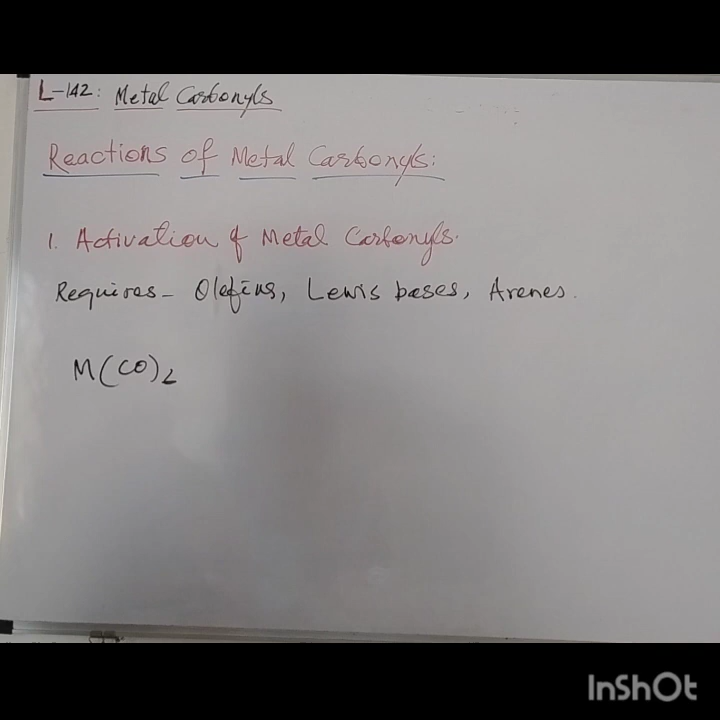 L-142: Metal Carbonyls
Reactions of Metal Carbonyls:
1. Activation of Metal Carbonyls.
Requires - Olefins, Lewis bases, Arenes.
M(CO)₂
InShOt